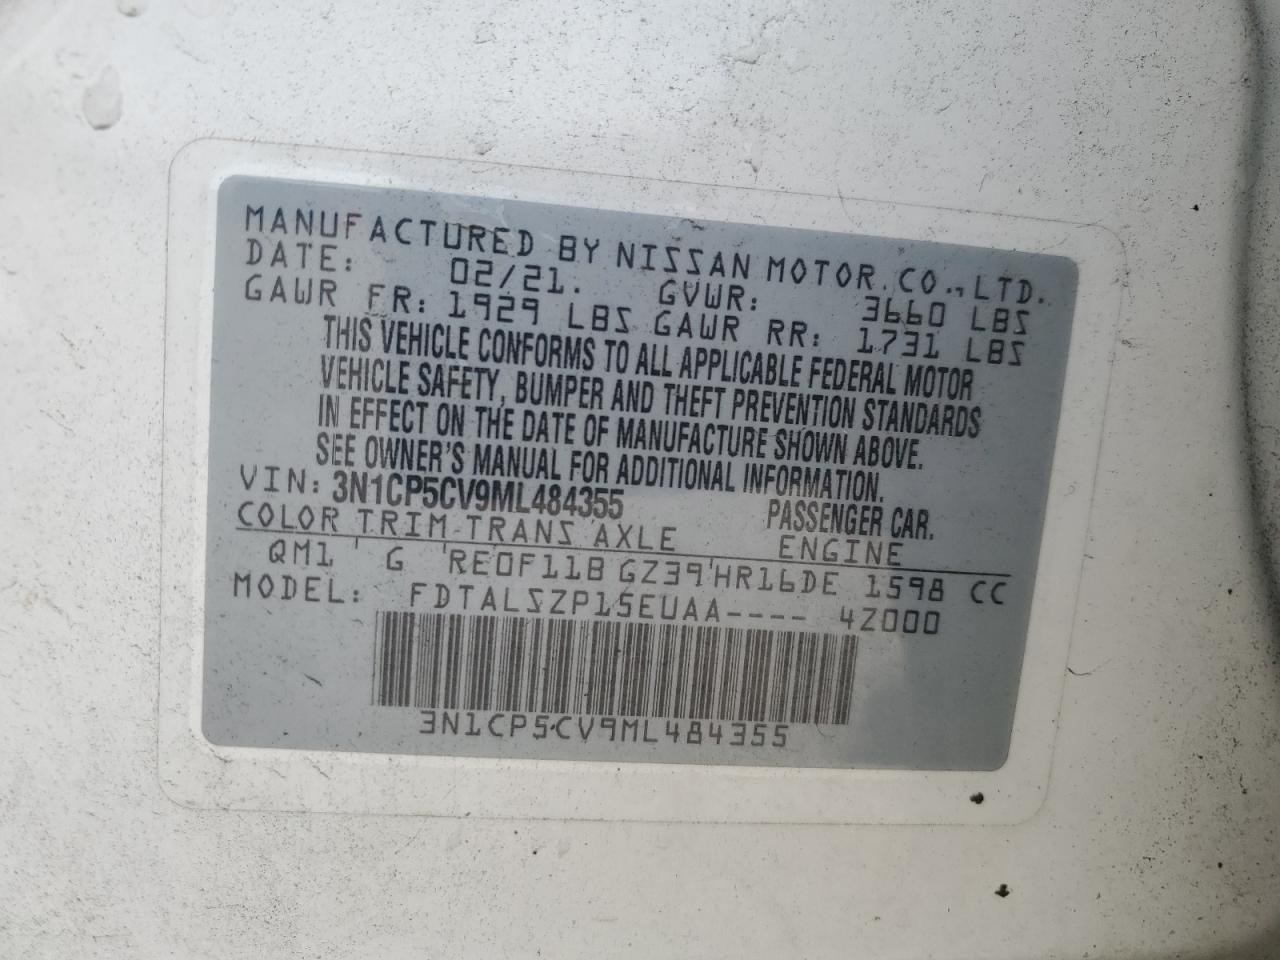 MANUFACTURED BY NISSAN MOTOR.CO.,LTD.
DATE: 02/21. GVWR: 3660 LBS
GAWR FR: 1929 LBS GAWR RR: 1731 LBS
THIS VEHICLE CONFORMS TO ALL APPLICABLE FEDERAL MOTOR
VEHICLE SAFETY, BUMPER AND THEFT PREVENTION STANDARDS
IN EFFECT ON THE DATE OF MANUFACTURE SHOWN ABOVE.
SEE OWNER'S MANUAL FOR ADDITIONAL INFORMATION.
VIN: 3N1CP5CV9ML484355 PASSENGER CAR.
COLOR TRIM TRANS AXLE ENGINE
QM1 ' G ' RE0F11B GZ39'HR16DE 1598 CC
MODEL: FDTALSZP15EUAA---- 4Z000
3N1CP5CV9ML484355